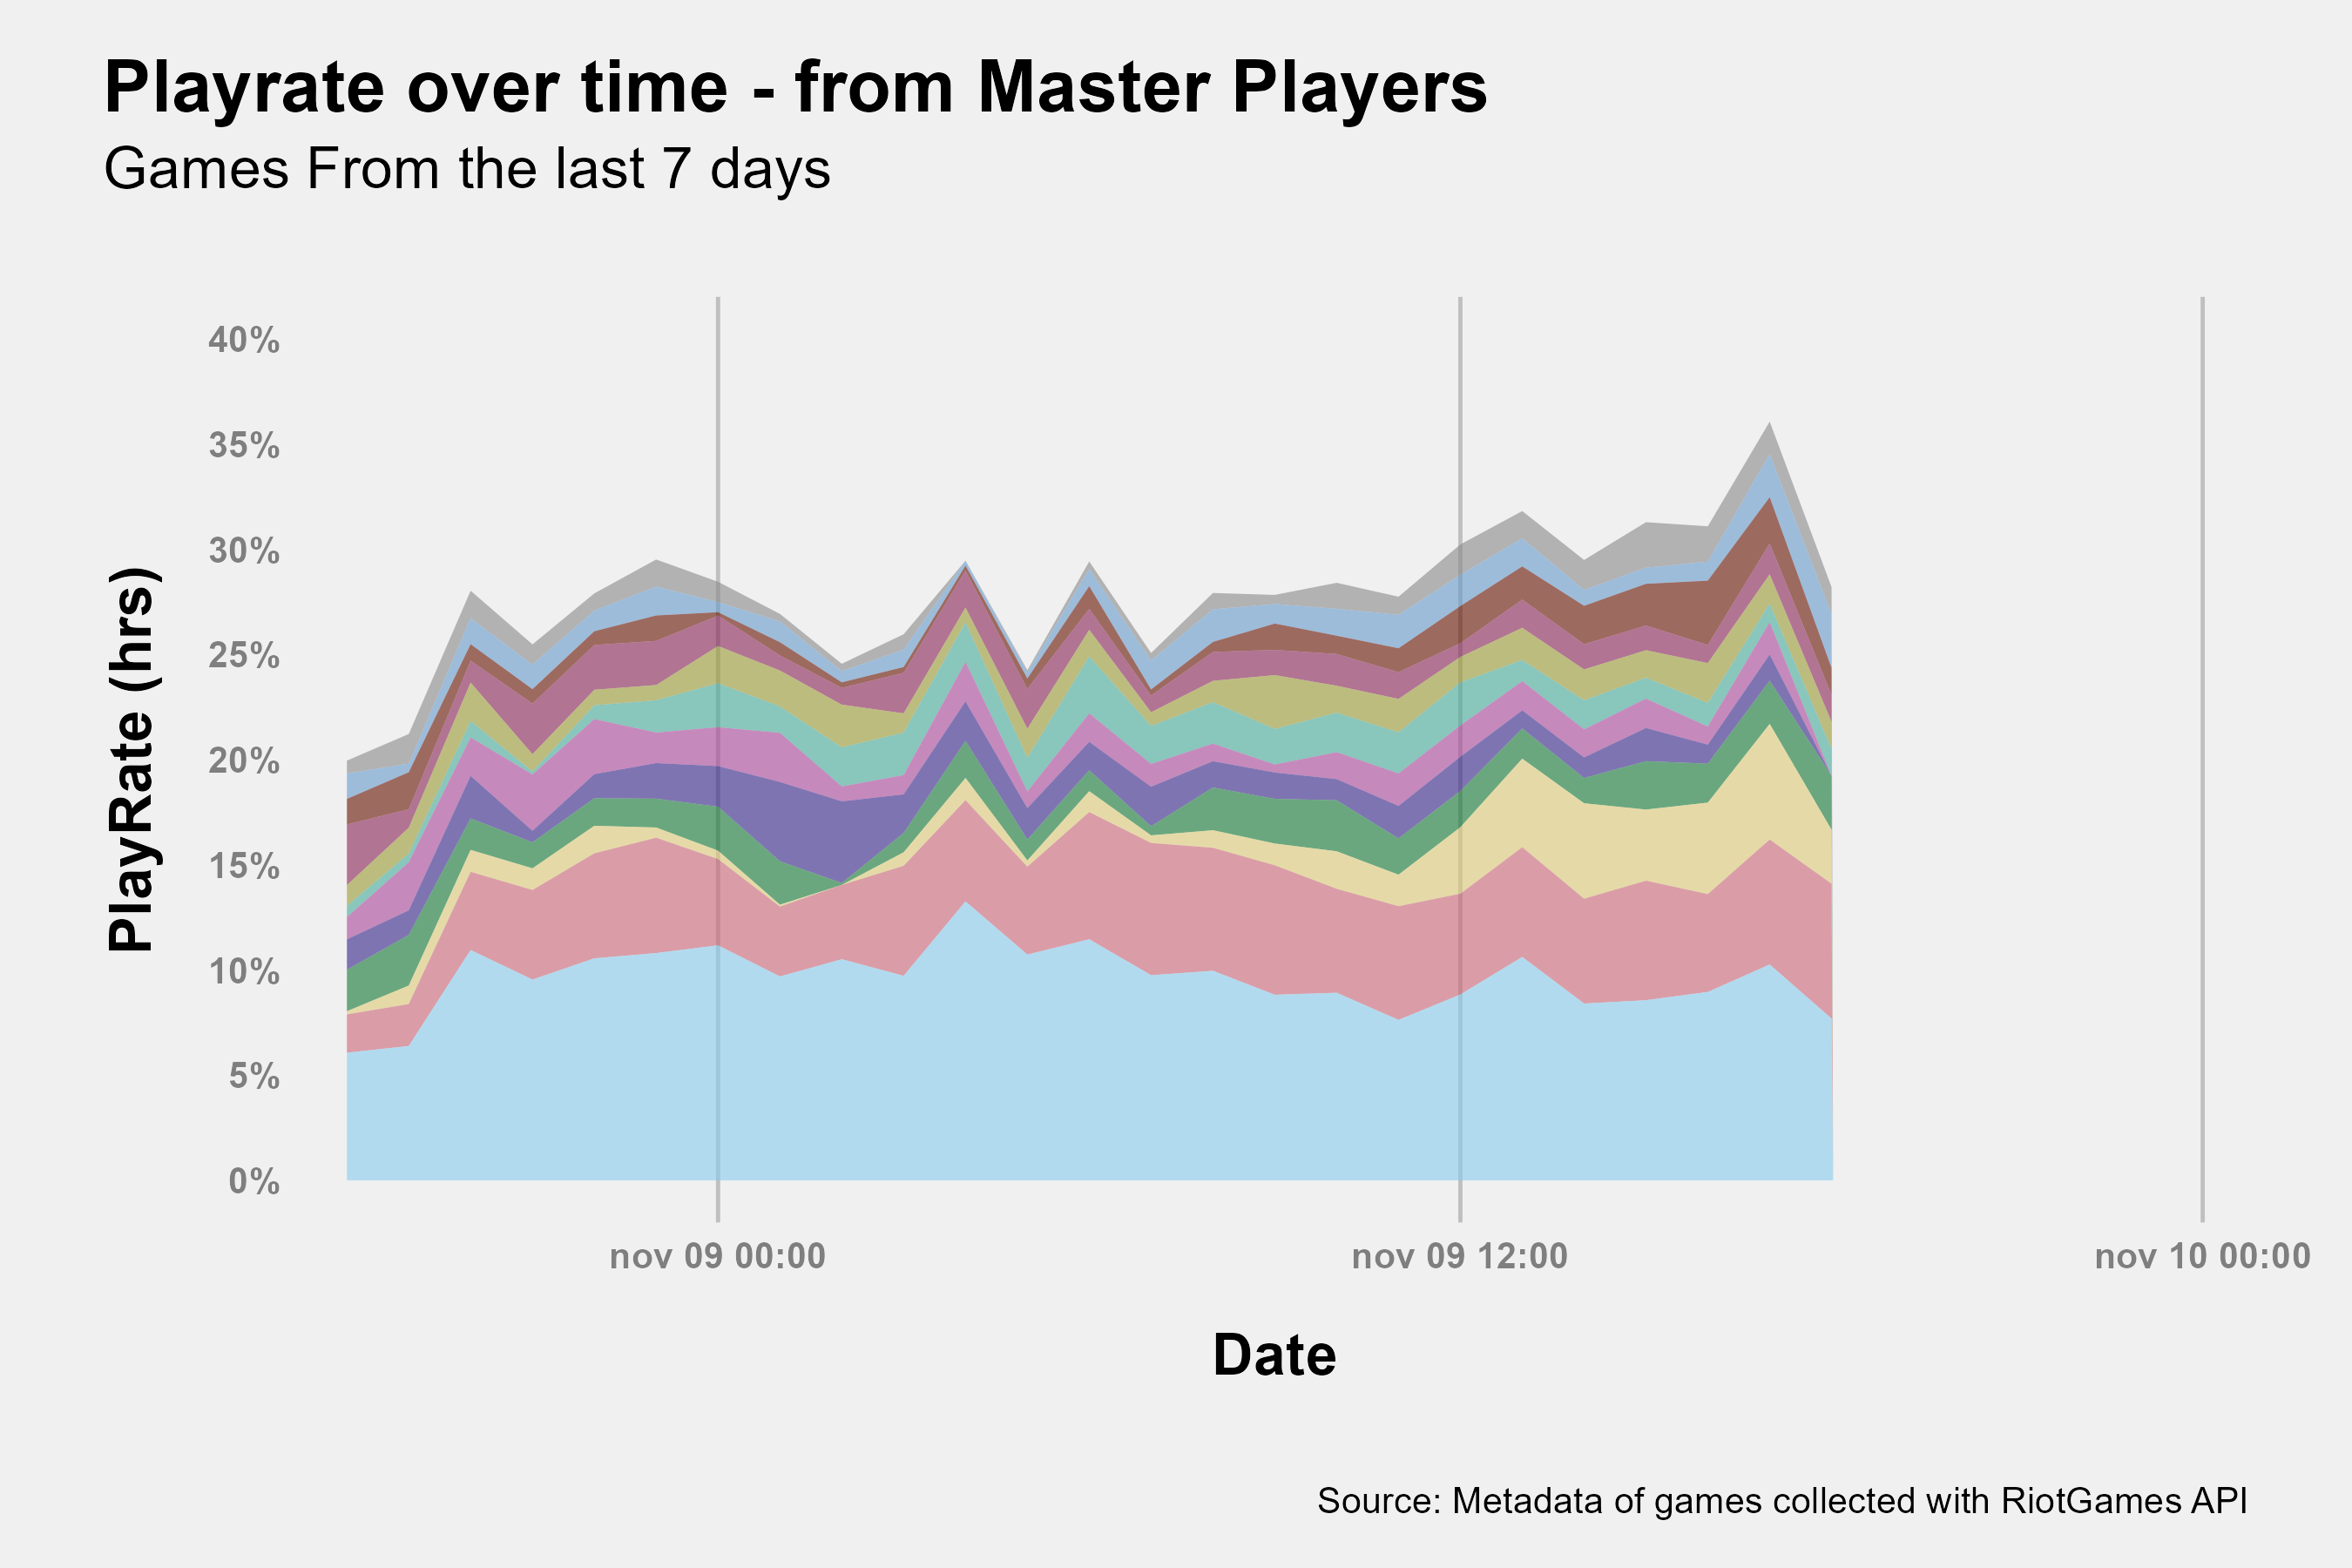 Playrate over time - from Master Players
Games From the last 7 days
40%
35%
30%
25%
20%
15%
10%
5%
0%
PlayRate (hrs)
nov 09 00:00
nov 09 12:00
nov 10 00:00
Date
Source: Metadata of games collected with RiotGames API